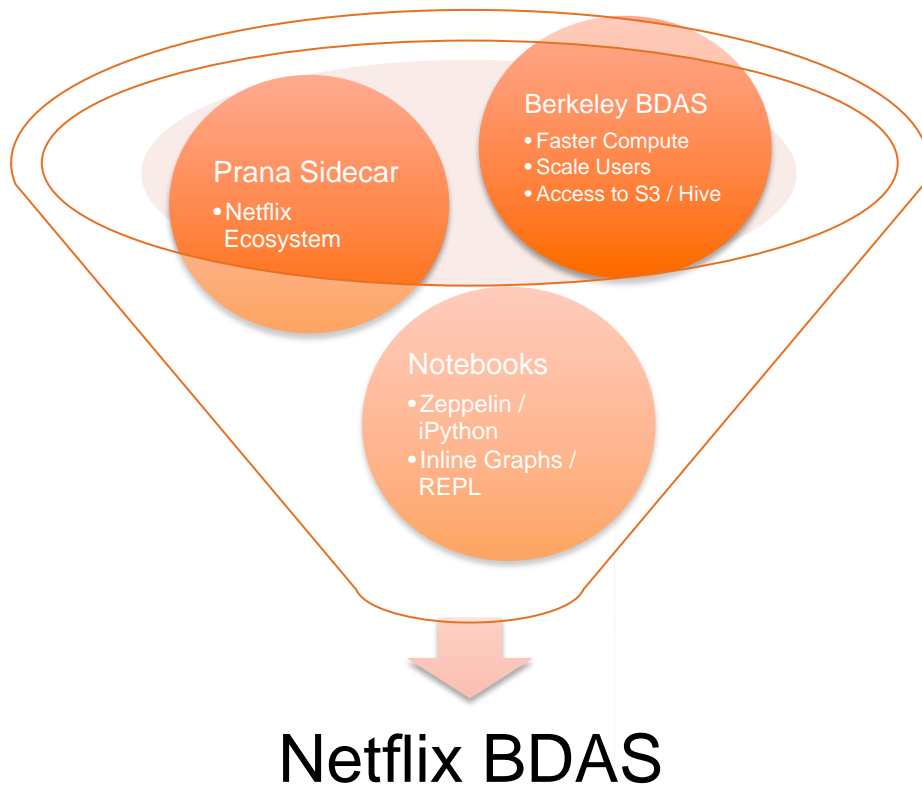 Berkeley BDAS
• Faster Compute
• Scale Users
• Access to S3 / Hive
Prana Sidecar
• Netflix
Ecosystem
Notebooks
• Zeppelin /
iPython
• Inline Graphs /
REPL
Netflix BDAS